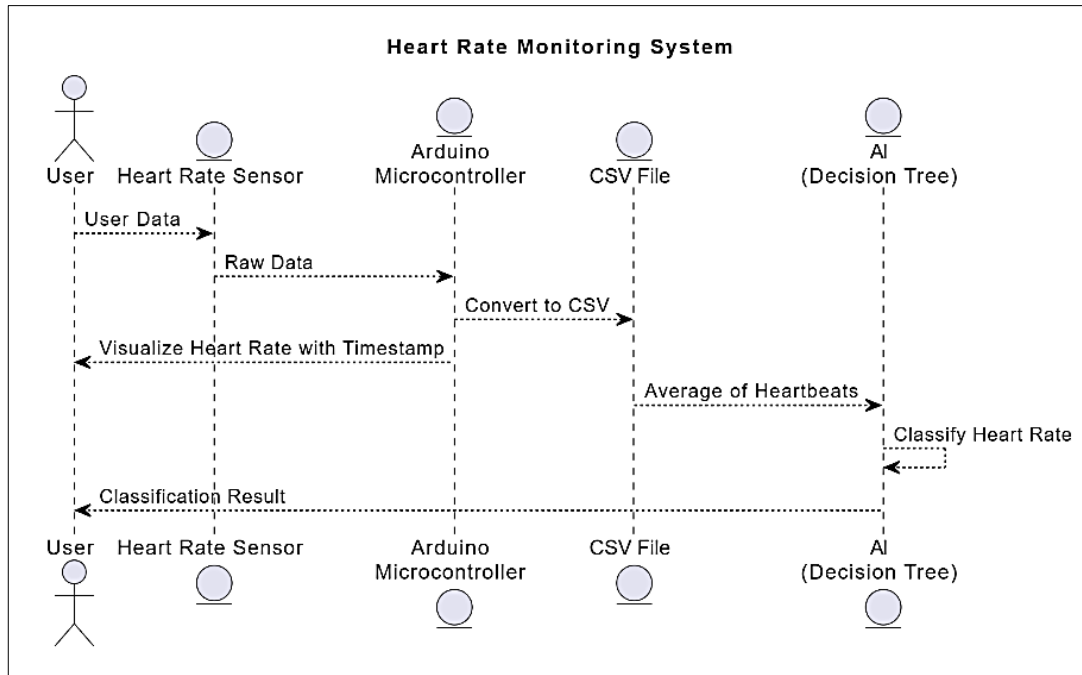 Heart Rate Monitoring System
User
Heart Rate Sensor
Arduino
Microcontroller
CSV File
AI
(Decision Tree)
User Data
Raw Data
Convert to CSV
Visualize Heart Rate with Timestamp
Average of Heartbeats
Classify Heart Rate
Classification Result
User
Heart Rate Sensor
Arduino
Microcontroller
CSV File
AI
(Decision Tree)